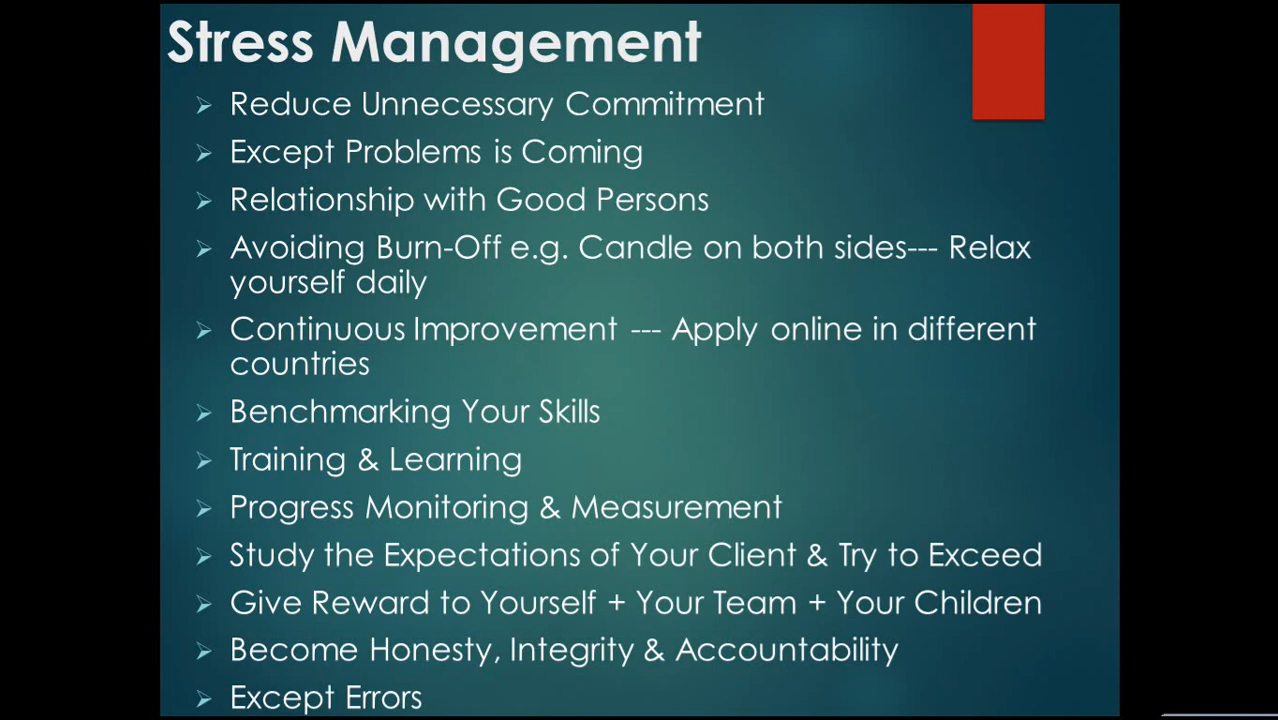 Stress Management
Reduce Unnecessary Commitment
Except Problems is Coming
Relationship with Good Persons
Avoiding Burn-Off e.g. Candle on both sides--- Relax
yourself daily
Continuous Improvement --- Apply online in different
countries
Benchmarking Your Skills
Training & Learning
Progress Monitoring & Measurement
Study the Expectations of Your Client & Try to Exceed
Give Reward to Yourself + Your Team + Your Children
Become Honesty, Integrity & Accountability
Except Errors